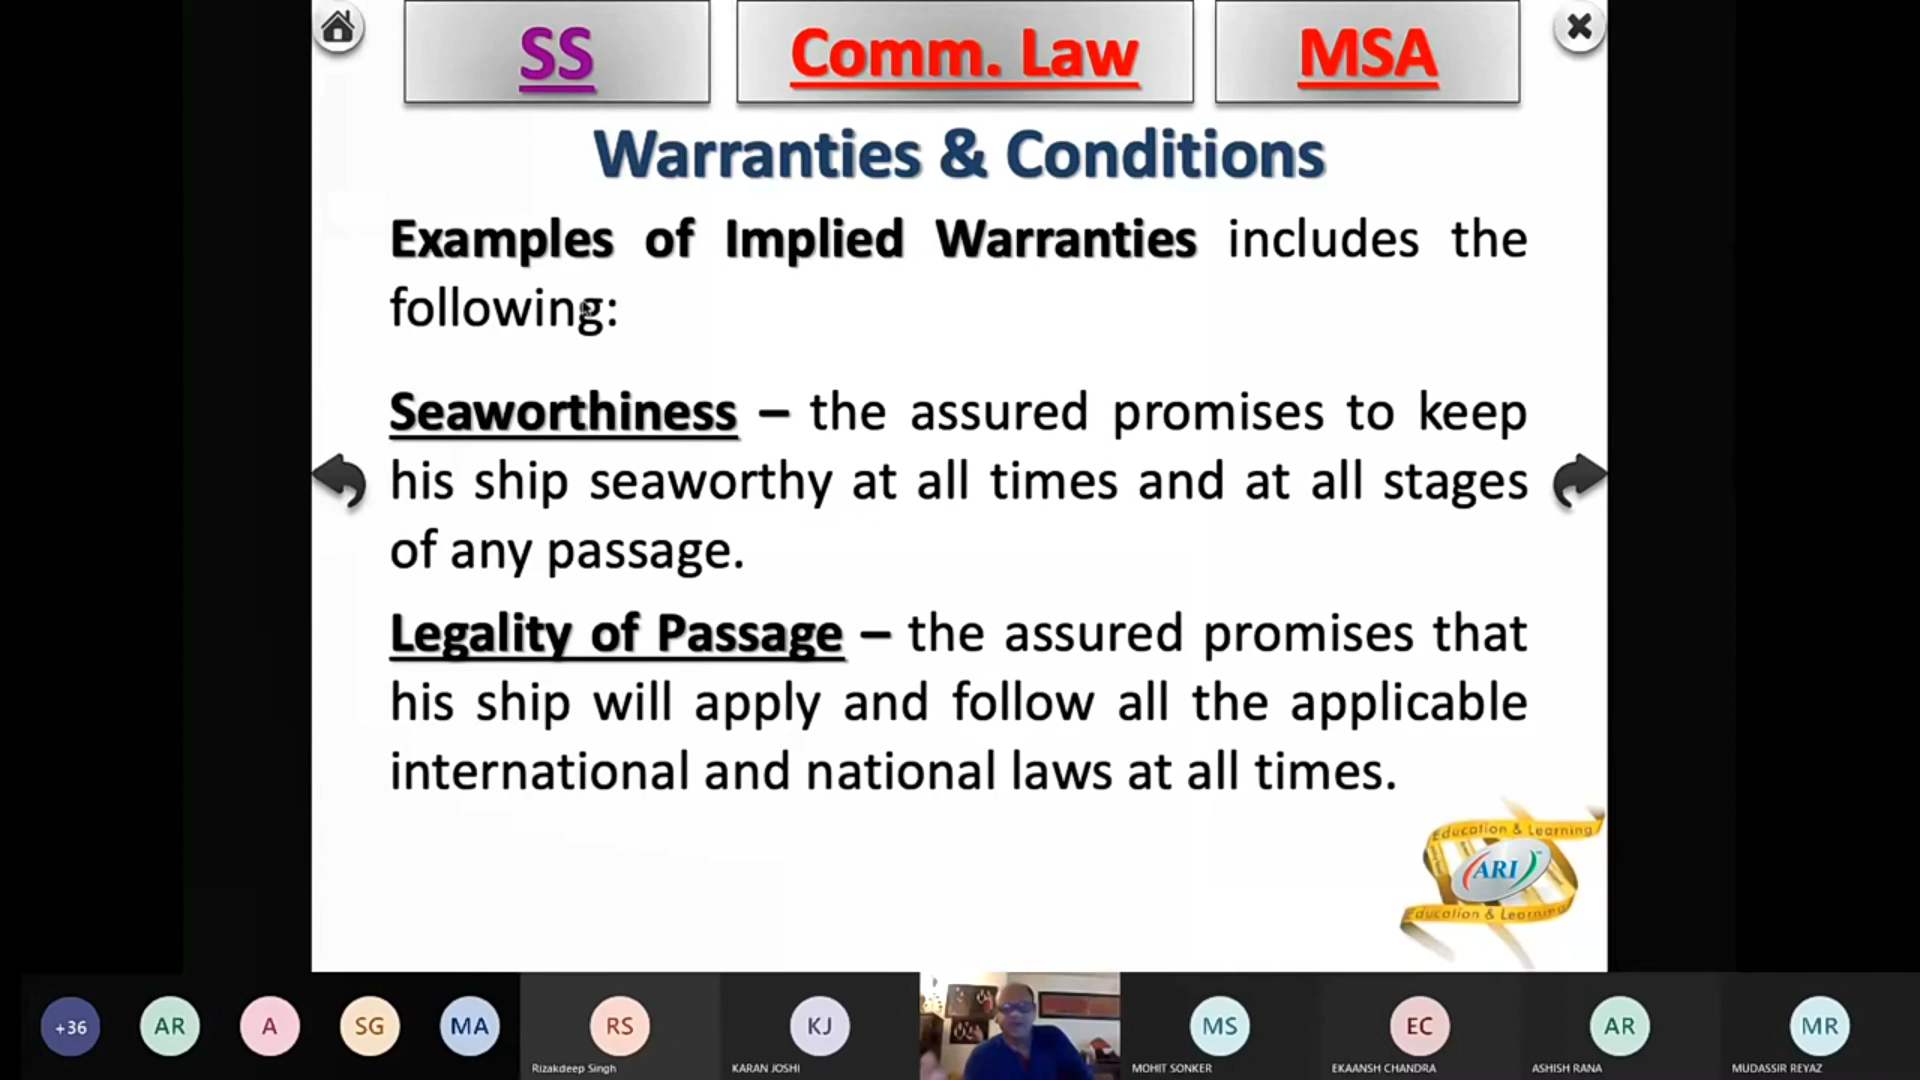 SS
Comm. Law
MSA
Warranties & Conditions
Examples of Implied Warranties includes the
following:
Seaworthiness – the assured promises to keep
his ship seaworthy at all times and at all stages
of any passage.
Legality of Passage – the assured promises that
his ship will apply and follow all the applicable
international and national laws at all times.
Education & Learning
ARI
Education & Learning
+36
AR
A
SG
MA
RS
KJ
MS
EC
AR
MR
Rizakdeep Singh
KARAN JOSHI
MOHIT SONKER
EKAANSH CHANDRA
ASHISH RANA
MUDASSIR REYAZ